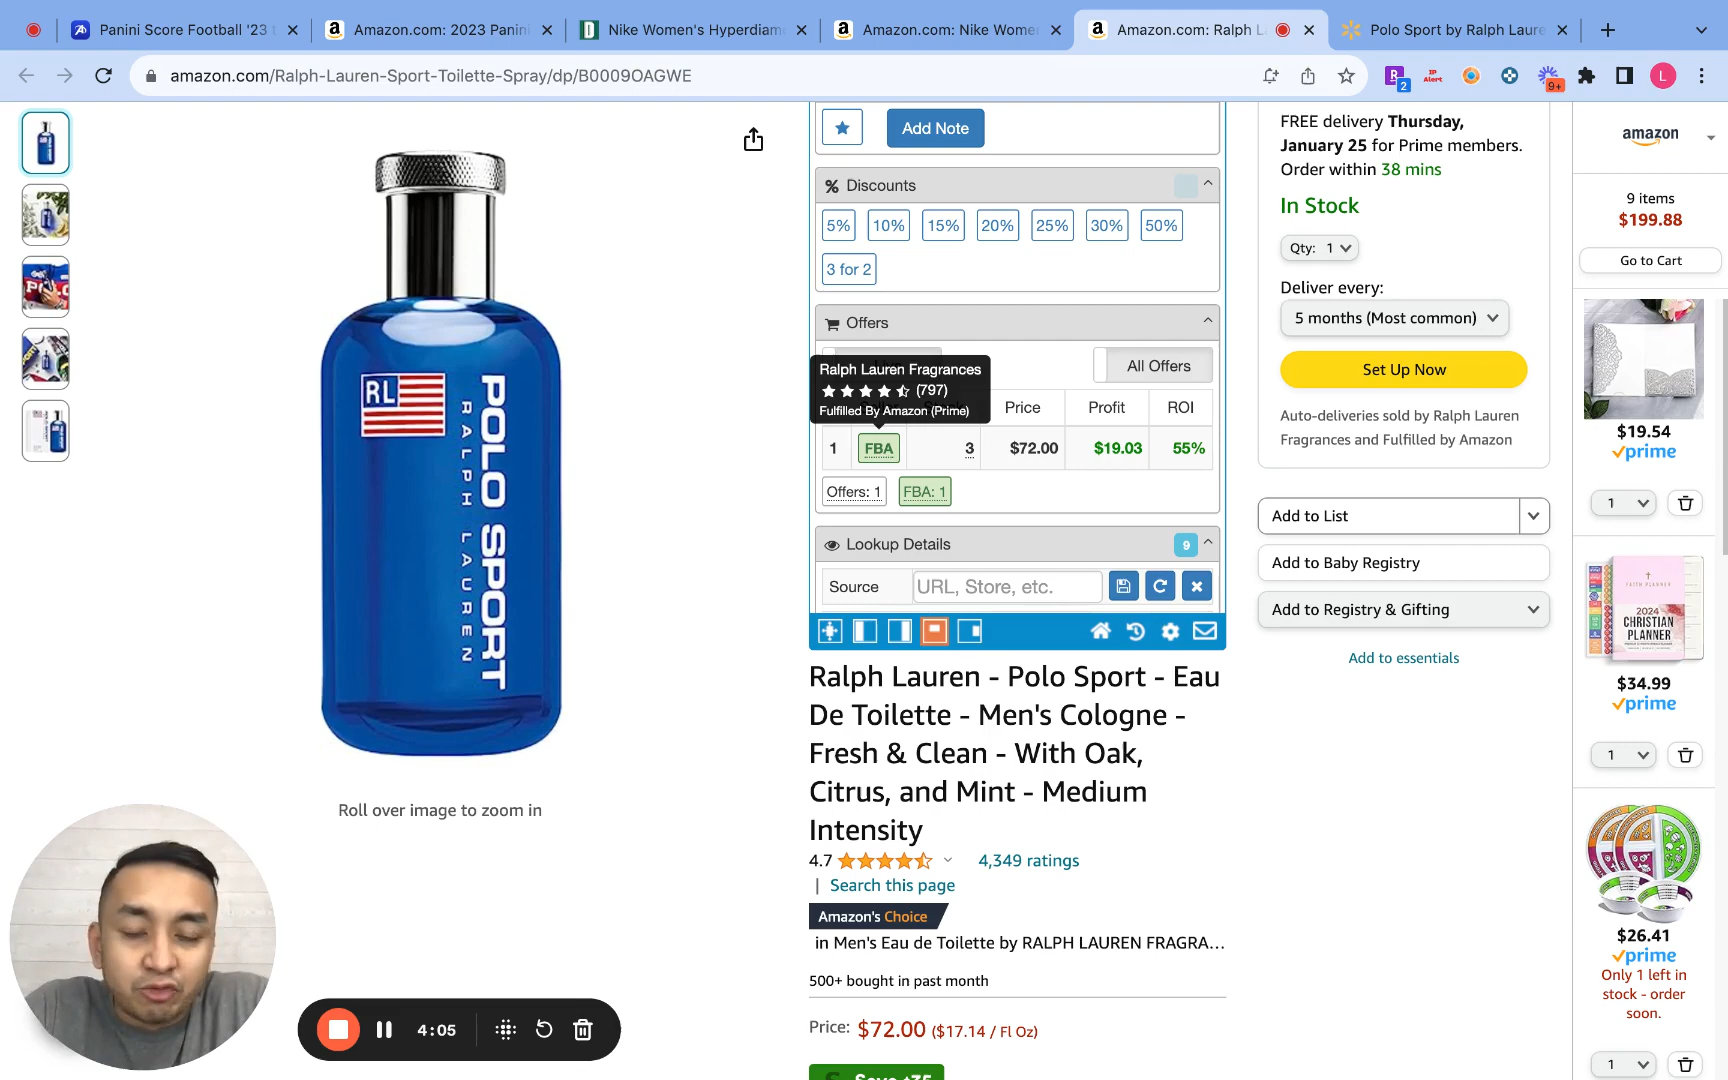 Panini Score Football '23
Amazon.com: 2023 Panini
Nike Women's Hyperdiam
Amazon.com: Nike Wome
Amazon.com: Ralph L
Polo Sport by Ralph Laure
amazon.com/Ralph-Lauren-Sport-Toilette-Spray/dp/B0009OAGWE
R
2
IP
Alert
9+
L
RL
POLO SPORT
RALPH LAUREN
Roll over image to zoom in
4:05
Add Note
% Discounts
5% 10% 15% 20% 25% 30% 50%
3 for 2
Offers
All Offers
Ralph Lauren Fragrances
(797)
Fulfilled By Amazon (Prime)
Price Profit ROI
1 FBA 3 $72.00 $19.03 55%
Offers: 1 FBA: 1
Lookup Details
9
Source URL, Store, etc.
Ralph Lauren - Polo Sport - Eau
De Toilette - Men's Cologne -
Fresh & Clean - With Oak,
Citrus, and Mint - Medium
Intensity
4.7 4,349 ratings
| Search this page
Amazon's Choice
in Men's Eau de Toilette by RALPH LAUREN FRAGRA...
500+ bought in past month
Price: $72.00 ($17.14 / Fl Oz)
FREE delivery Thursday,
January 25 for Prime members.
Order within 38 mins
In Stock
Qty: 1
Deliver every:
5 months (Most common)
Set Up Now
Auto-deliveries sold by Ralph Lauren
Fragrances and Fulfilled by Amazon
Add to List
Add to Baby Registry
Add to Registry & Gifting
Add to essentials
amazon
9 items
$199.88
Go to Cart
$19.54
prime
1
FAITH PLANNER
2024
CHRISTIAN
PLANNER
$34.99
prime
1
$26.41
prime
Only 1 left in
stock - order
soon.
1